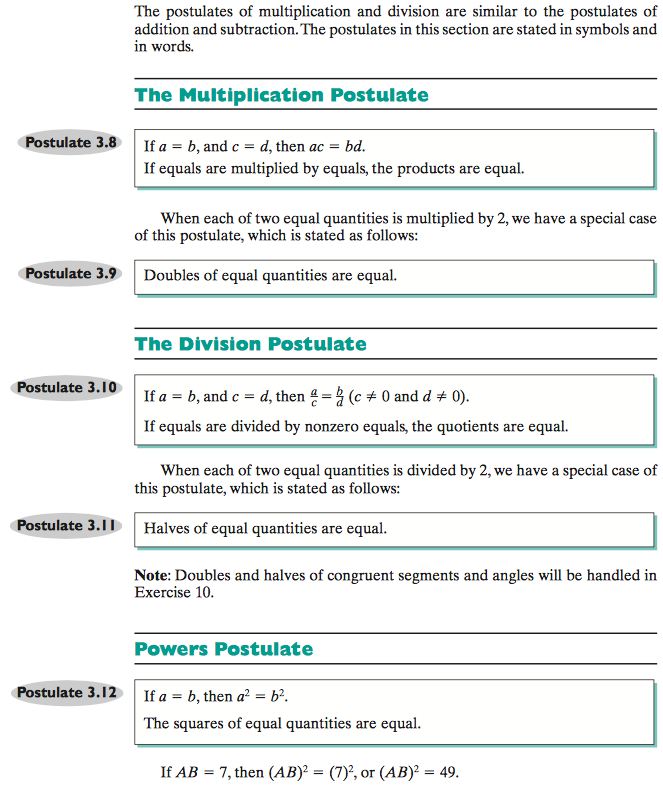 The postulates of multiplication and division are similar to the postulates of
addition and subtraction. The postulates in this section are stated in symbols and
in words.
The Multiplication Postulate
Postulate 3.8
If a = b, and c = d, then ac = bd.
If equals are multiplied by equals, the products are equal.
When each of two equal quantities is multiplied by 2, we have a special case
of this postulate, which is stated as follows:
Postulate 3.9
Doubles of equal quantities are equal.
The Division Postulate
Postulate 3.10
If a = b, and c = d, then a/c = b/d (c ≠ 0 and d ≠ 0).
If equals are divided by nonzero equals, the quotients are equal.
When each of two equal quantities is divided by 2, we have a special case of
this postulate, which is stated as follows:
Postulate 3.11
Halves of equal quantities are equal.
Note: Doubles and halves of congruent segments and angles will be handled in
Exercise 10.
Powers Postulate
Postulate 3.12
If a = b, then a² = b².
The squares of equal quantities are equal.
If AB = 7, then (AB)² = (7)², or (AB)² = 49.